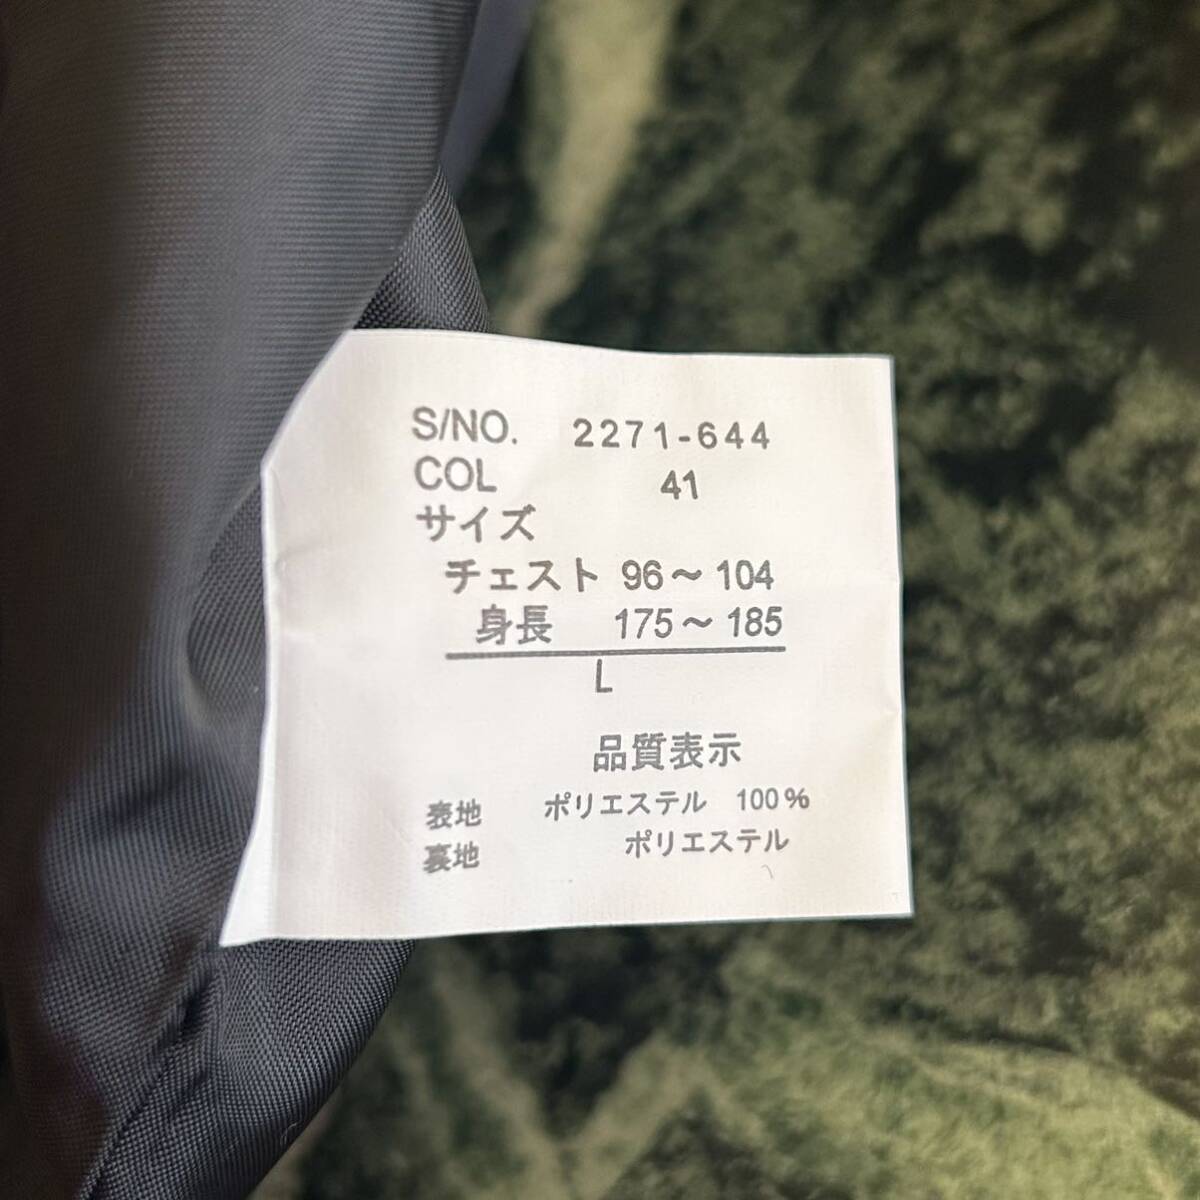 S/NO. 2271-644
COL 41
サイズ
チェスト 96～104
身長 175～185
L
品質表示
表地 ポリエステル 100%
裏地 ポリエステル